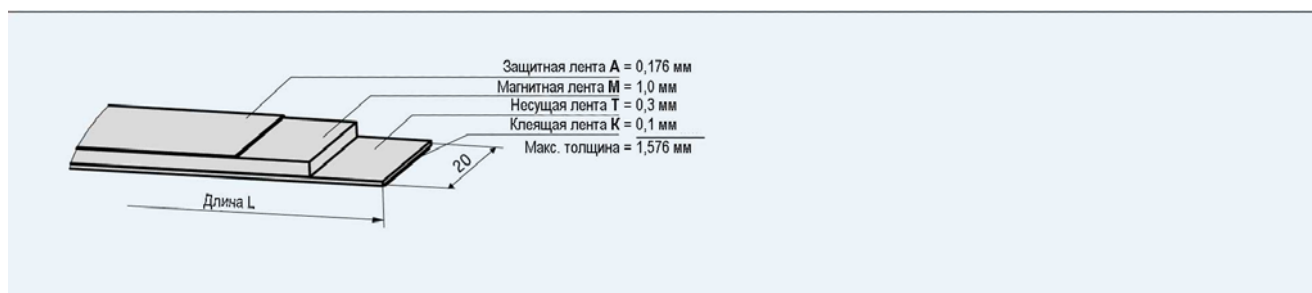 Защитная лента А = 0,176 мм
Магнитная лента М = 1,0 мм
Несущая лента Т = 0,3 мм
Клеящая лента К = 0,1 мм
Макс. толщина = 1,576 мм
20
Длина L